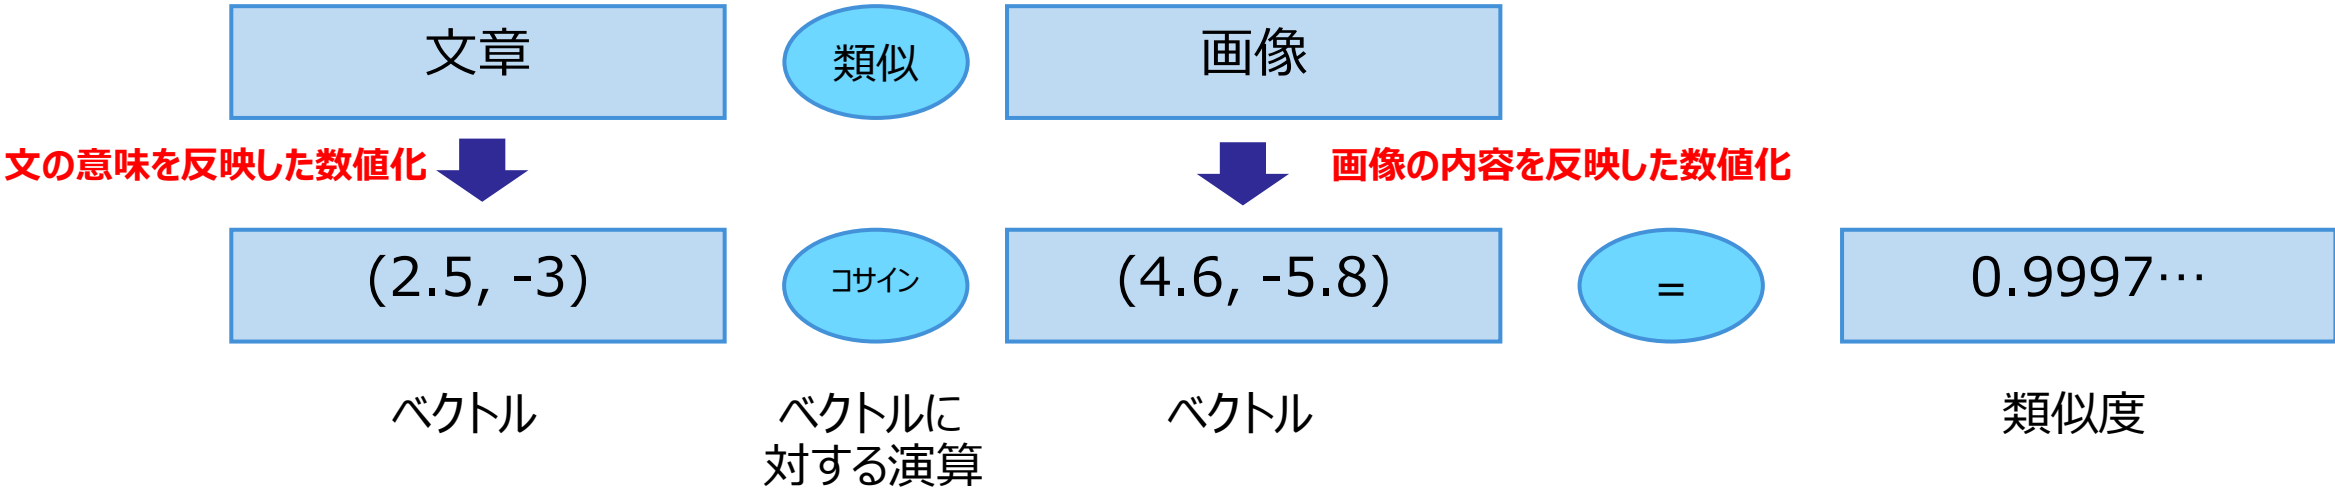 文章
類似
画像
文の意味を反映した数値化
画像の内容を反映した数値化
(2.5, -3)
コサイン
(4.6, -5.8)
=
0.9997…
ベクトル
ベクトルに
対する演算
ベクトル
類似度